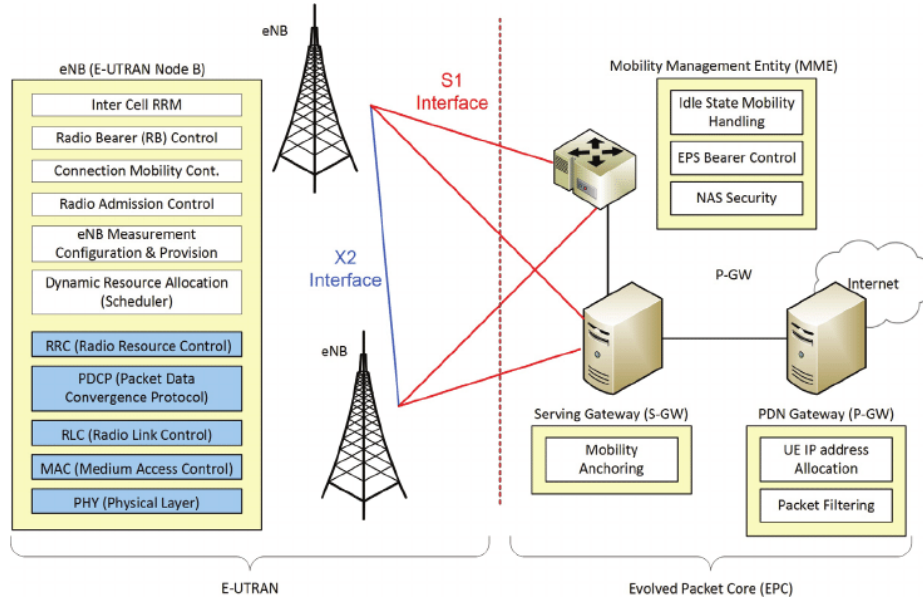 eNB (E-UTRAN Node B)
Inter Cell RRM
Radio Bearer (RB) Control
Connection Mobility Cont.
Radio Admission Control
eNB Measurement
Configuration & Provision
Dynamic Resource Allocation
(Scheduler)
RRC (Radio Resource Control)
PDCP (Packet Data
Convergence Protocol)
RLC (Radio Link Control)
MAC (Medium Access Control)
PHY (Physical Layer)
eNB
S1
Interface
X2
Interface
eNB
Mobility Management Entity (MME)
Idle State Mobility
Handling
EPS Bearer Control
NAS Security
P-GW
Internet
Serving Gateway (S-GW)
Mobility
Anchoring
PDN Gateway (P-GW)
UE IP address
Allocation
Packet Filtering
E-UTRAN
Evolved Packet Core (EPC)